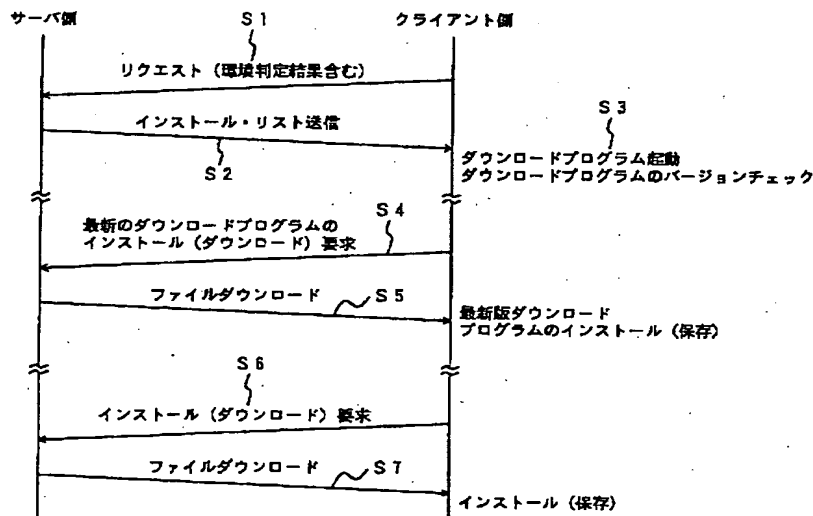 サーバ側
S1
クライアント側
リクエスト（環境判定結果含む）
インストール・リスト送信
S2
S3
ダウンロードプログラム起動
ダウンロードプログラムのバージョンチェック
S4
最新のダウンロードプログラムの
インストール（ダウンロード）要求
ファイルダウンロード
S5
最新版ダウンロード
プログラムのインストール（保存）
S6
インストール（ダウンロード）要求
ファイルダウンロード
S7
インストール（保存）